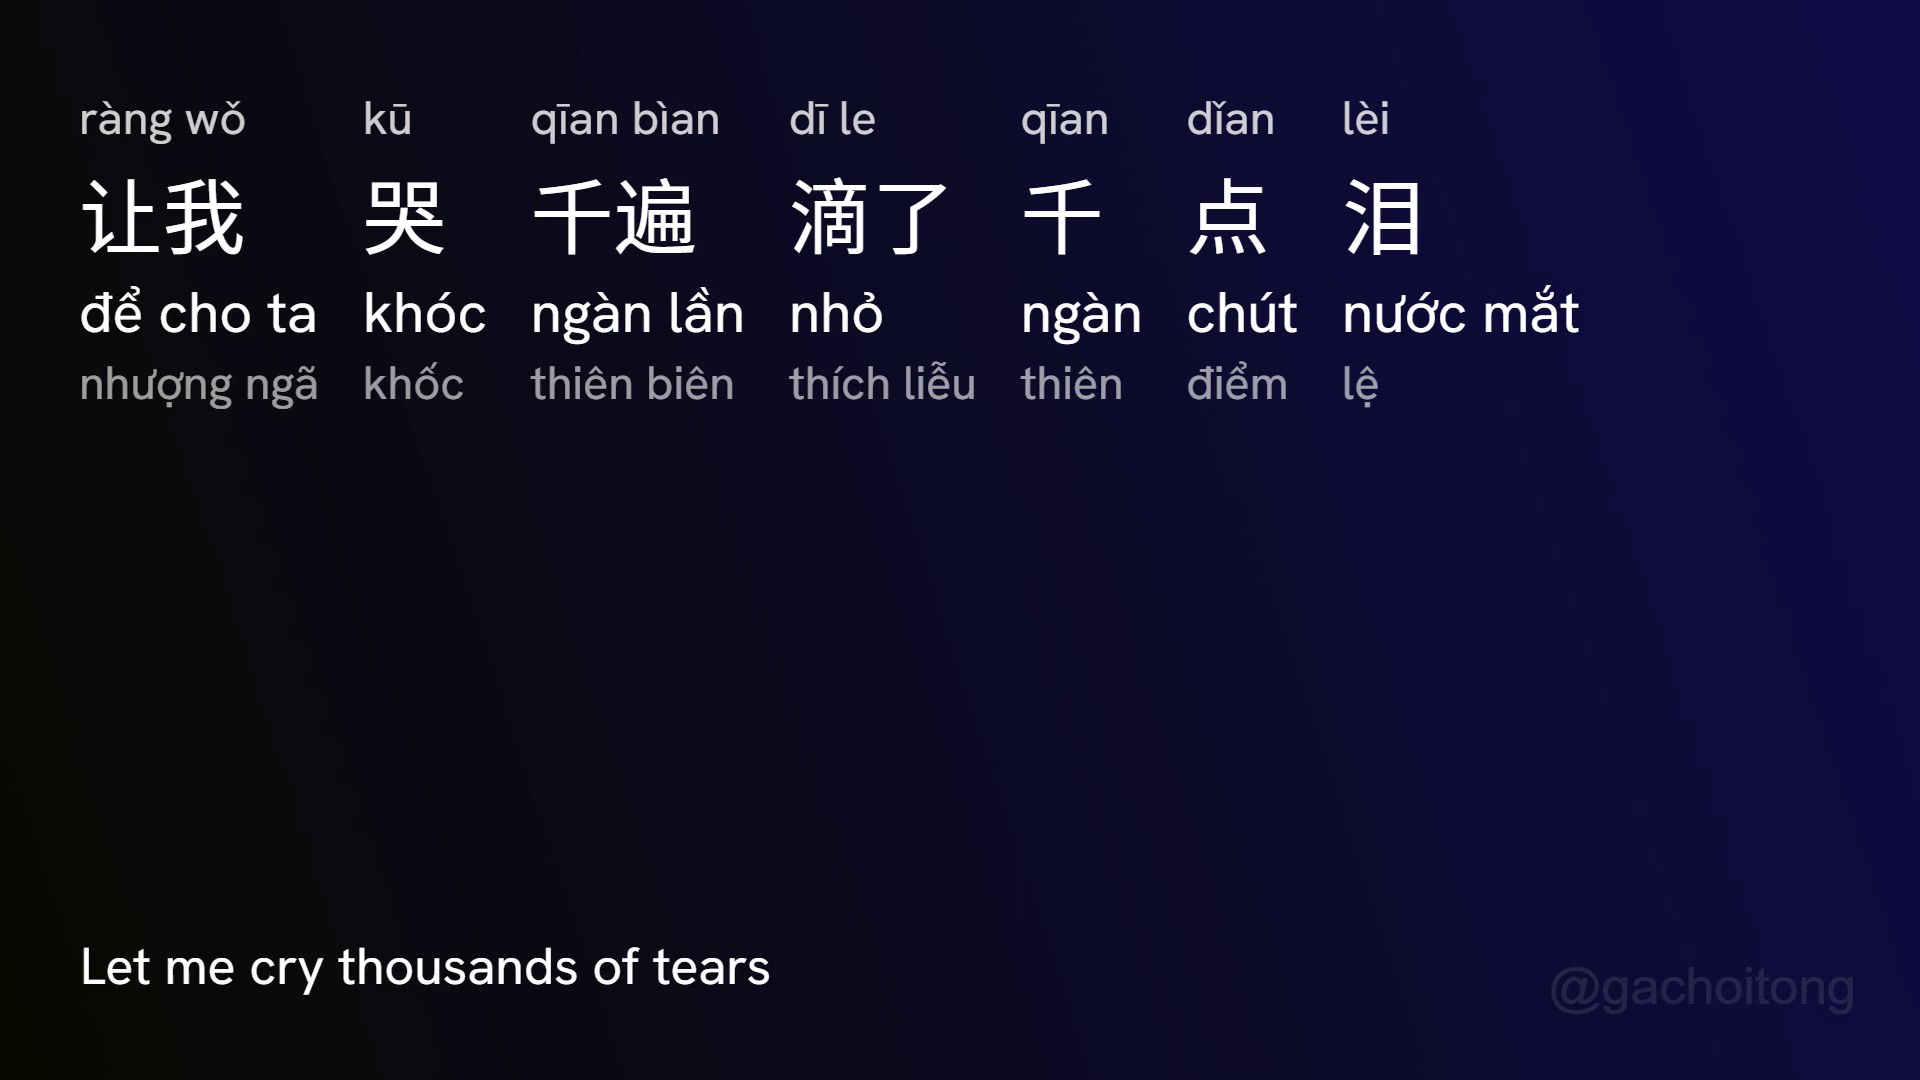 ràng wǒ kū qīan bìan dī le qīan dǐan lèi
让我 哭 千遍 滴了 千 点 泪
để cho ta khóc ngàn lần nhỏ ngàn chút nước mắt
nhượng ngã khốc thiên biên thích liễu thiên điểm lệ
Let me cry thousands of tears
@gachoitong